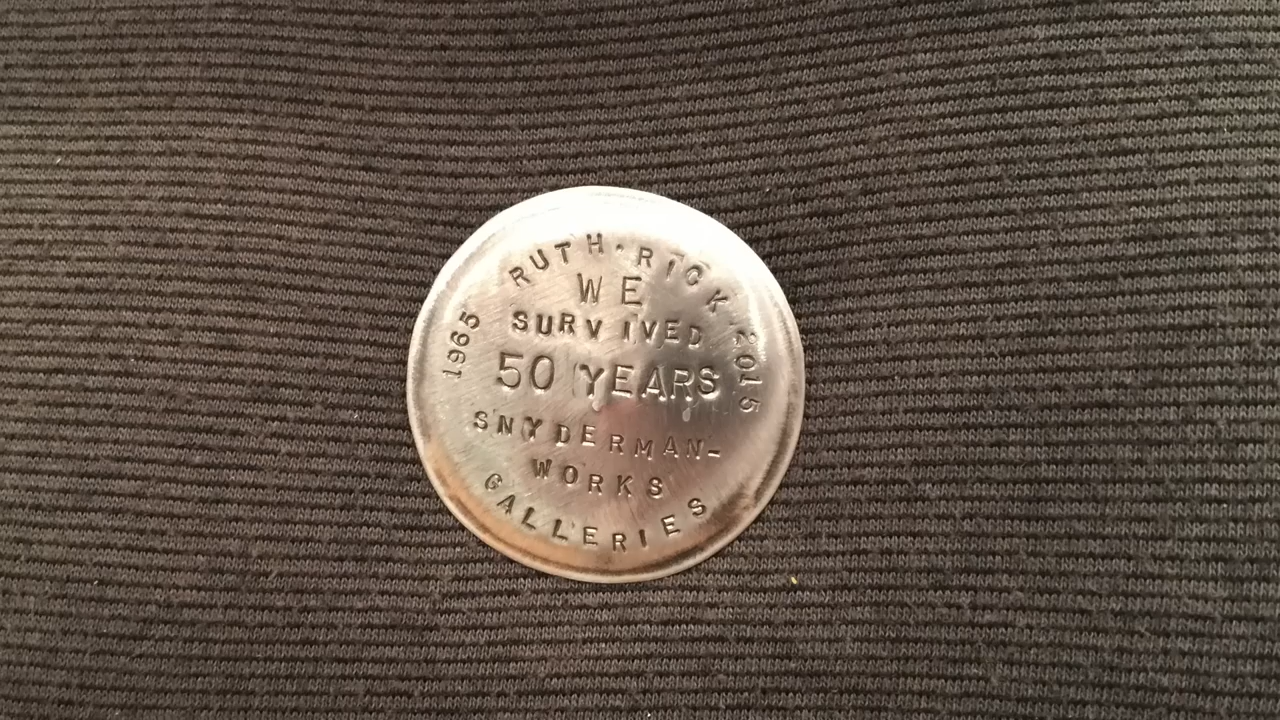 RUTH·RICK
WE
SURVIVED
1965
2015
50 YEARS
SNYDERMAN-
WORKS
GALLERIES